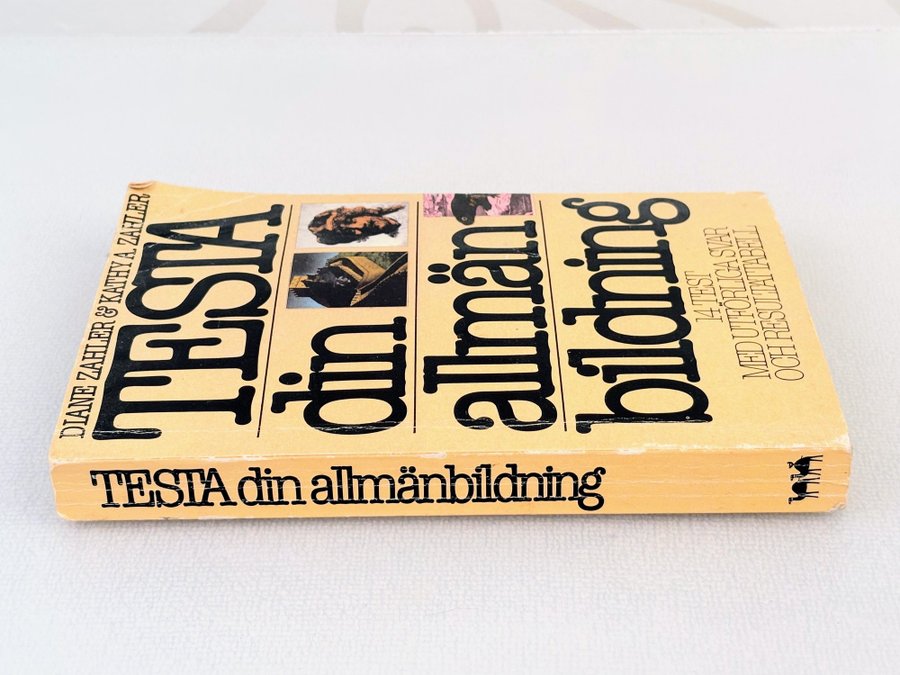 DIANE ZAHLER & KATHY A. ZAHLER
TESTA
din
allmän
bildning
14 TEST
MED UTFÖRLIGA SVAR
OCH RESULTATTABELL
TESTA din allmänbildning